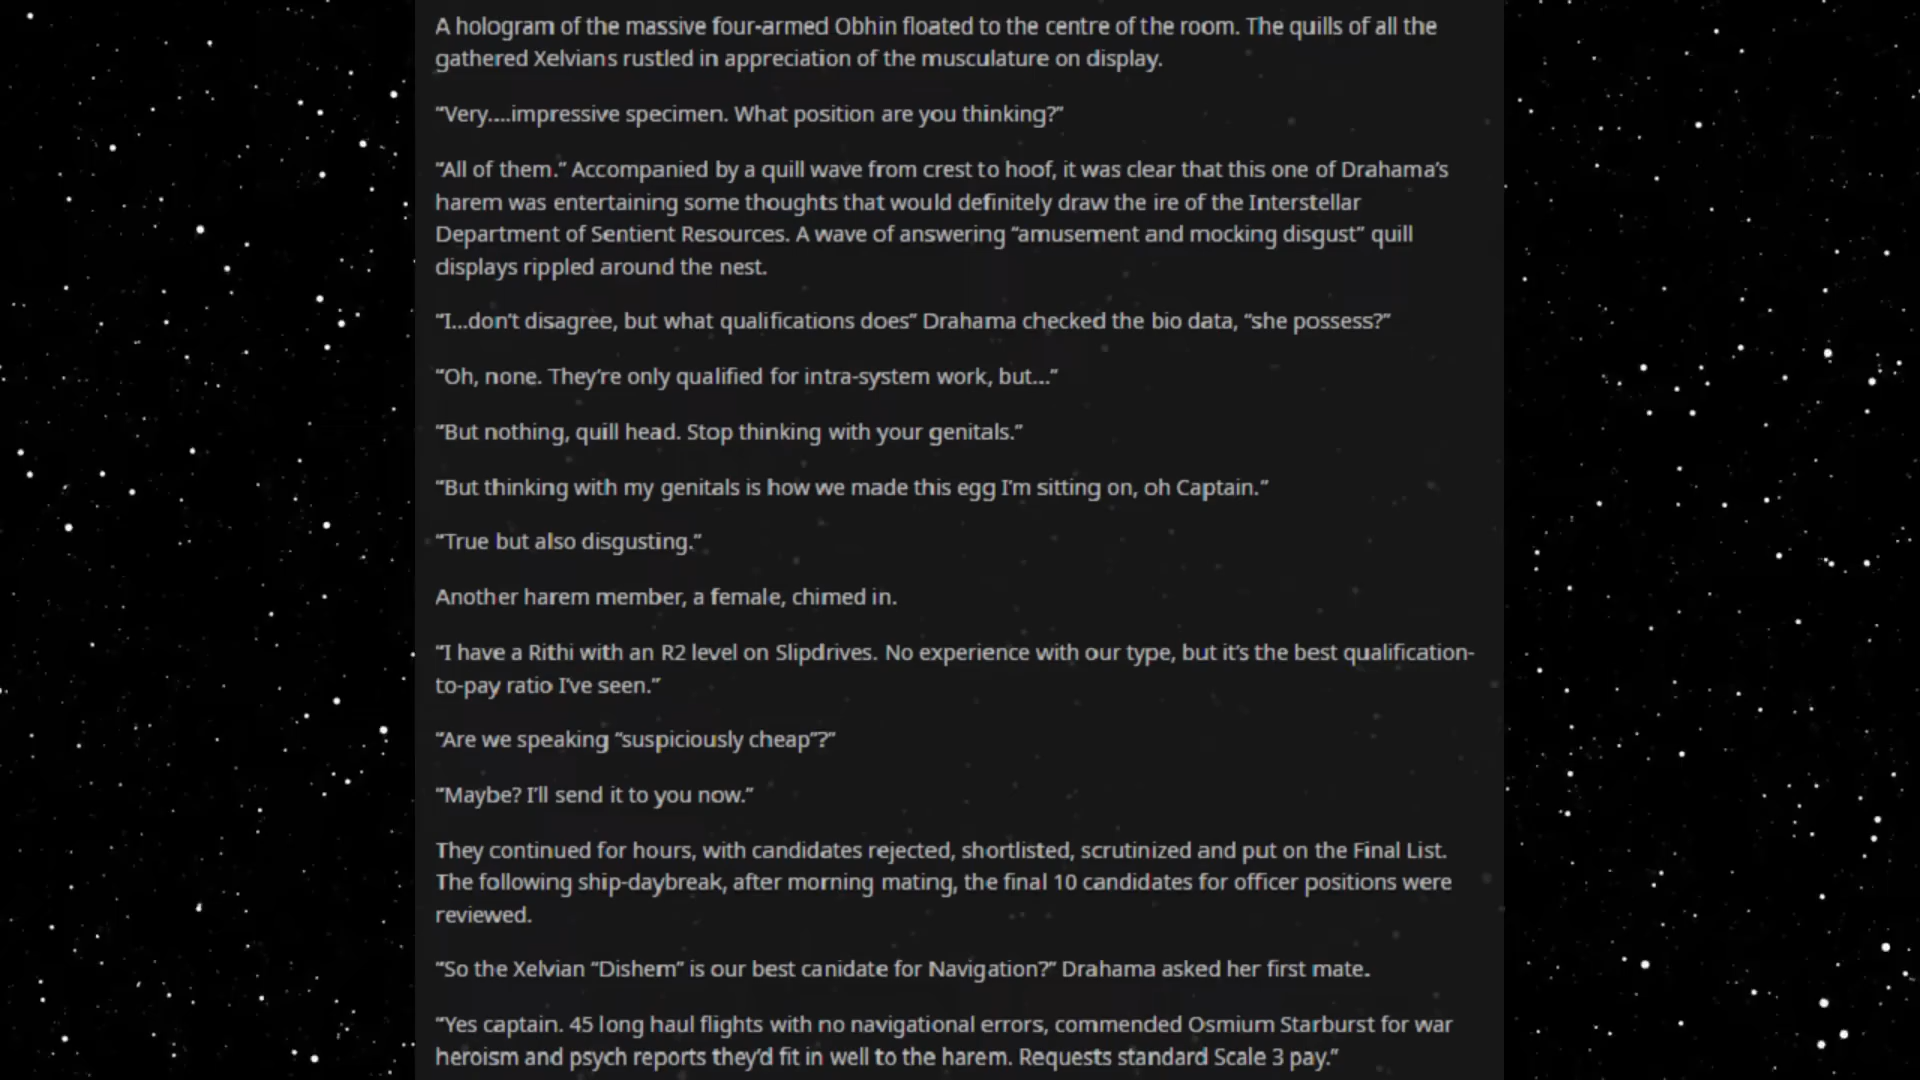 A hologram of the massive four-armed Obhin floated to the centre of the room. The quills of all the
gathered Xelvians rustled in appreciation of the musculature on display.
“Very....impressive specimen. What position are you thinking?”
“All of them.” Accompanied by a quill wave from crest to hoof, it was clear that this one of Drahama’s
harem was entertaining some thoughts that would definitely draw the ire of the Interstellar
Department of Sentient Resources. A wave of answering “amusement and mocking disgust” quill
displays rippled around the nest.
“I...don’t disagree, but what qualifications does” Drahama checked the bio data, “she possess?”
“Oh, none. They’re only qualified for intra-system work, but...”
“But nothing, quill head. Stop thinking with your genitals.”
“But thinking with my genitals is how we made this egg I’m sitting on, oh Captain.”
“True but also disgusting.”
Another harem member, a female, chimed in.
“I have a Rithi with an R2 level on Slipdrives. No experience with our type, but it’s the best qualification-
to-pay ratio I’ve seen.”
“Are we speaking “suspiciously cheap”?”
“Maybe? I’ll send it to you now.”
They continued for hours, with candidates rejected, shortlisted, scrutinized and put on the Final List.
The following ship-daybreak, after morning mating, the final 10 candidates for officer positions were
reviewed.
“So the Xelvian “Dishem” is our best canidate for Navigation?” Drahama asked her first mate.
“Yes captain. 45 long haul flights with no navigational errors, commended Osmium Starburst for war
heroism and psych reports they’d fit in well to the harem. Requests standard Scale 3 pay.”